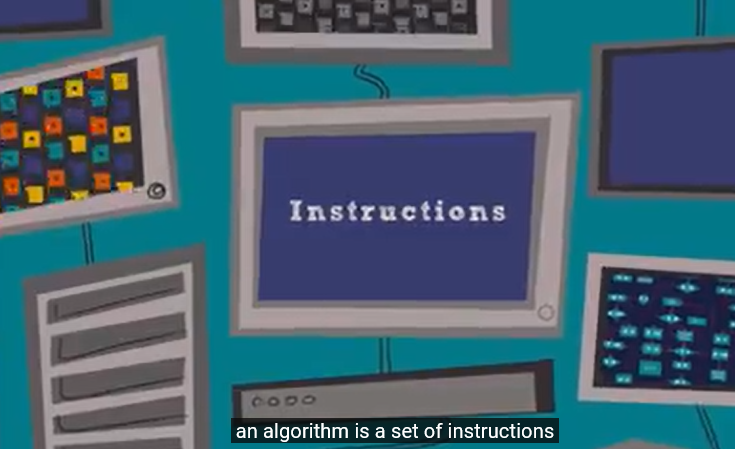 Instructions
an algorithm is a set of instructions